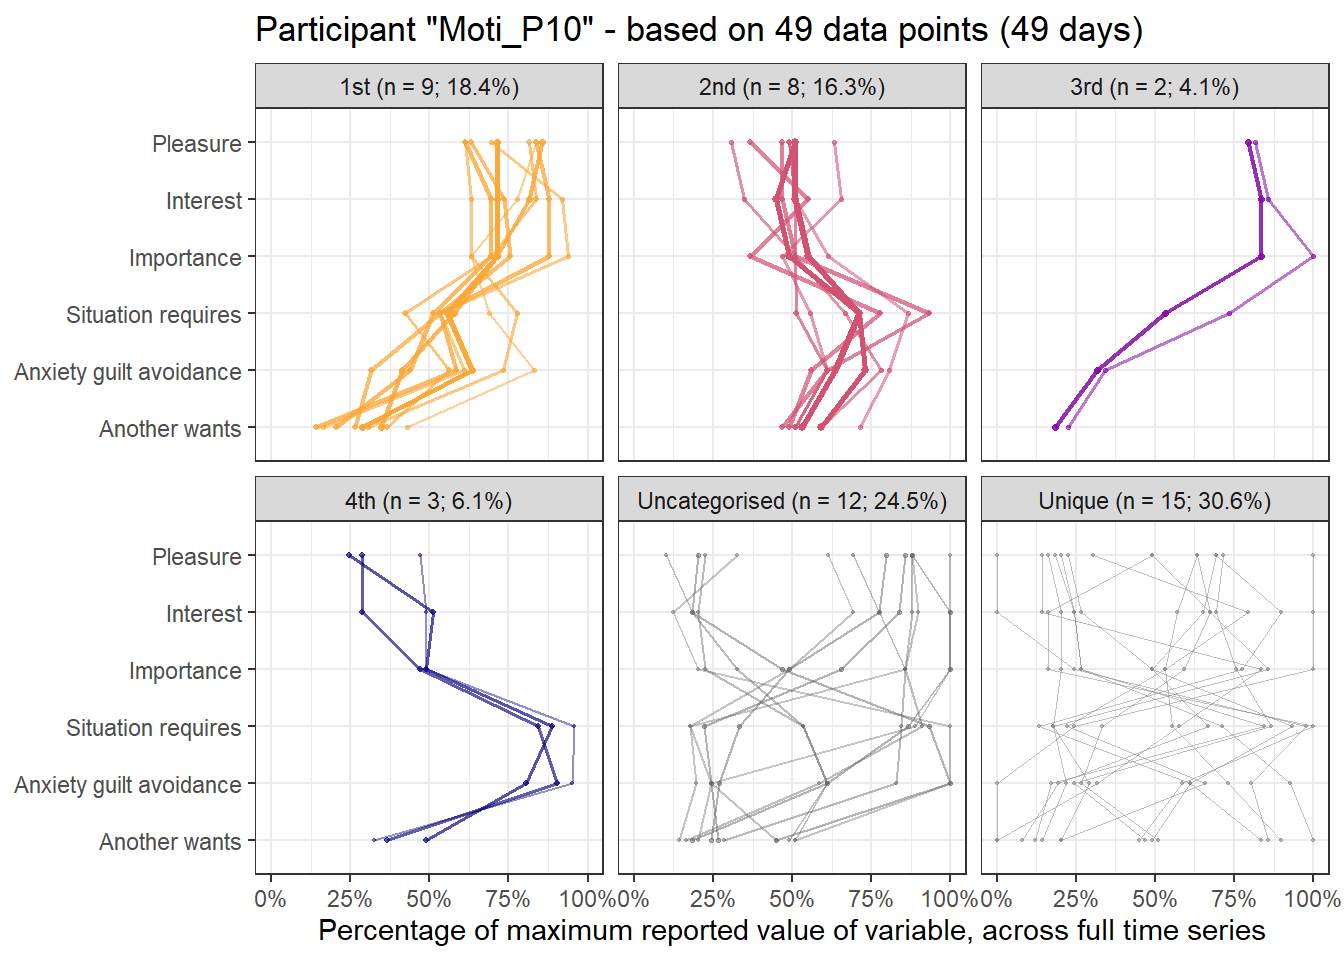 Participant "Moti_P10" - based on 49 data points (49 days)
1st (n = 9; 18.4%)
2nd (n = 8; 16.3%)
3rd (n = 2; 4.1%)
Pleasure
Interest
Importance
Situation requires
Anxiety guilt avoidance
Another wants
4th (n = 3; 6.1%)
Uncategorised (n = 12; 24.5%)
Unique (n = 15; 30.6%)
Pleasure
Interest
Importance
Situation requires
Anxiety guilt avoidance
Another wants
0% 25% 50% 75% 100% 0% 25% 50% 75% 100% 0% 25% 50% 75% 100%
Percentage of maximum reported value of variable, across full time series